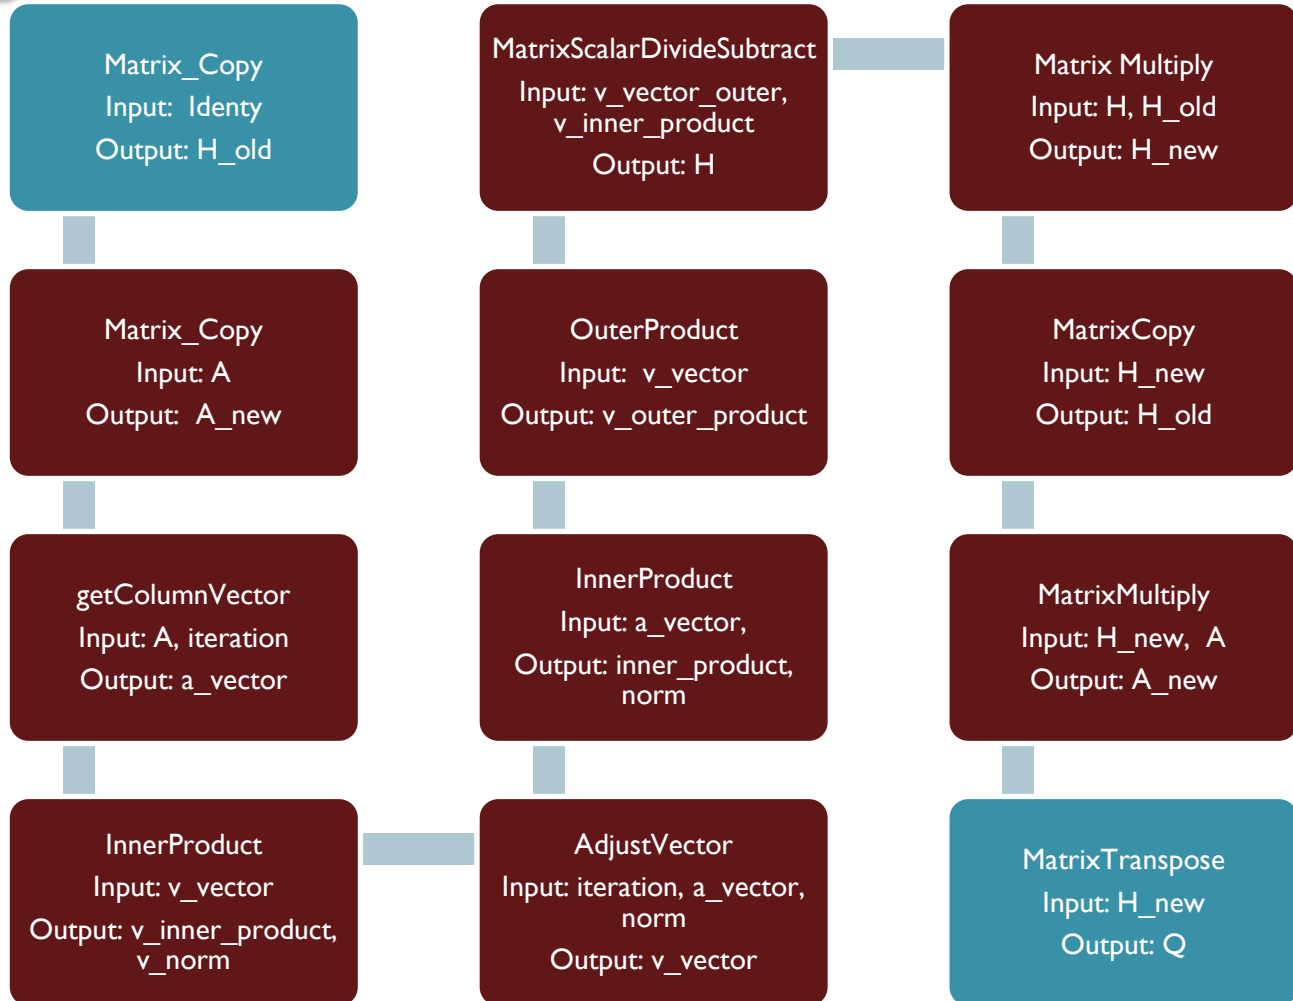 Matrix_Copy
Input: Identy
Output: H_old
Matrix_Copy
Input: A
Output: A_new
getColumnVector
Input: A, iteration
Output: a_vector
InnerProduct
Input: v_vector
Output: v_inner_product,
v_norm
AdjustVector
Input: iteration, a_vector,
norm
Output: v_vector
InnerProduct
Input: a_vector,
Output: inner_product,
norm
OuterProduct
Input: v_vector
Output: v_outer_product
MatrixScalarDivideSubtract
Input: v_vector_outer,
v_inner_product
Output: H
Matrix Multiply
Input: H, H_old
Output: H_new
MatrixCopy
Input: H_new
Output: H_old
MatrixMultiply
Input: H_new, A
Output: A_new
MatrixTranspose
Input: H_new
Output: Q